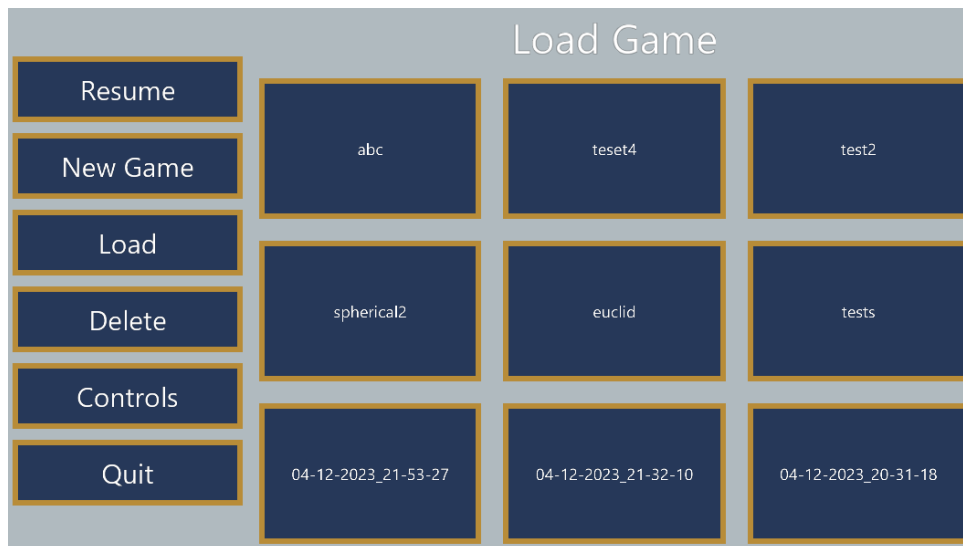 Load Game
Resume
New Game
Load
Delete
Controls
Quit
abc
teset4
test2
spherical2
euclid
tests
04-12-2023_21-53-27
04-12-2023_21-32-10
04-12-2023_20-31-18